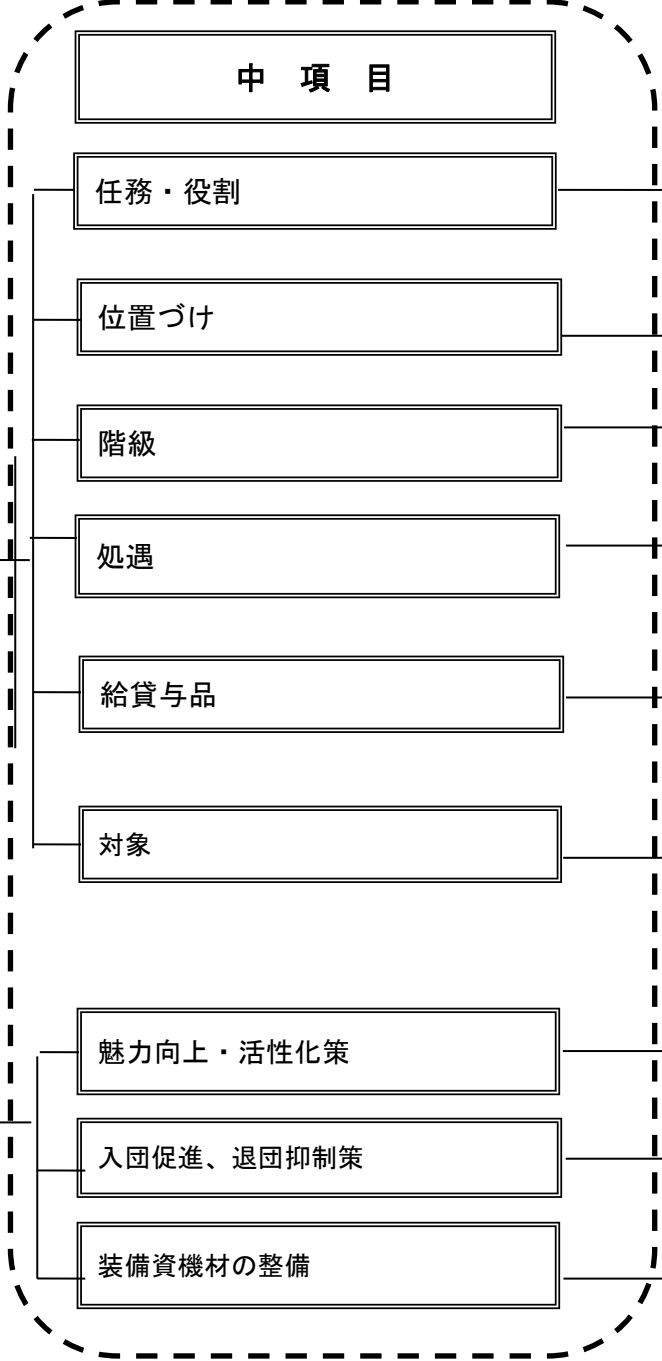 中　項　目
任務・役割
位置づけ
階級
処遇
給貸与品
対象
魅力向上・活性化策
入団促進、退団抑制策
装備資機材の整備